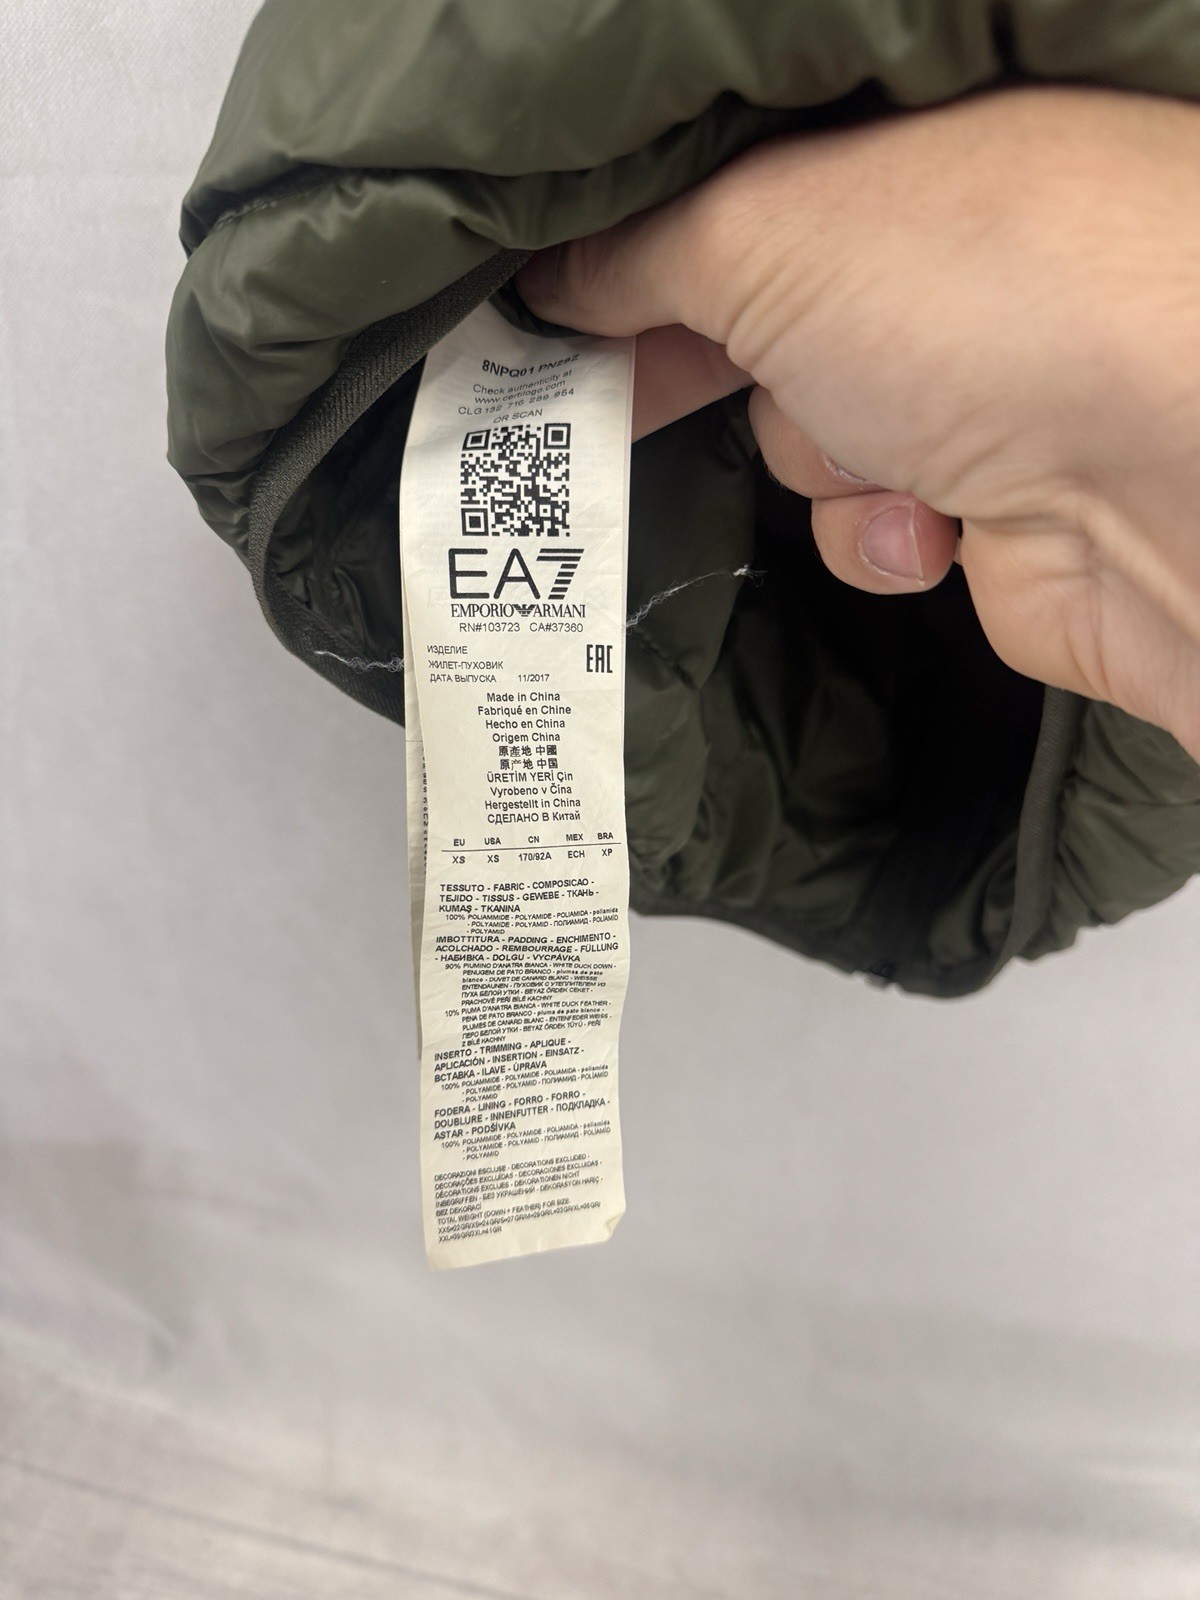 8NPQ01 PN29Z
Check authenticity at
www.certilogo.com
CLG 132 716 289 954
OR SCAN
EA7
EMPORIO ARMANI
RN#103723 CA#37360
ИЗДЕЛИЕ
ЖИЛЕТ-ПУХОВИК
ДАТА ВЫПУСКА 11/2017
EAC
Made in China
Fabriqué en Chine
Hecho en China
Origem China
原產地 中國
原产地 中国
ÜRETİM YERİ Çin
Vyrobeno v Čína
Hergestellt in China
СДЕЛАНО В Китай
EU USA CN MEX BRA
XS XS 170/92A ECH XP
TESSUTO - FABRIC - COMPOSICAO -
TEJIDO - TISSUS - GEWEBE - ТКАНЬ -
KUMAŞ - TKANINA
100% POLIAMMIDE - POLYAMIDE - POLIAMIDA - poliamida
- POLYAMIDE - POLYAMID - ПОЛИАМИД - POLİAMİD
- POLYAMID
IMBOTTITURA - PADDING - ENCHIMENTO -
ACOLCHADO - REMBOURRAGE - FÜLLUNG
- НАБИВКА - DOLGU - VYCPÁVKA
90% PIUMINO D'ANATRA BIANCA - WHITE DUCK DOWN -
PENUGEM DE PATO BRANCO - plumas de pato
blanco - DUVET DE CANARD BLANC - WEISSE
ENTENDAUNEN - ПУХОВИК С УТЕПЛИТЕЛЕМ ИЗ
ПУХА БЕЛОЙ УТКИ - BEYAZ ÖRDEK CEKET -
PRACHOVÉ PEŘÍ BÍLÉ KACHNY
10% PIUMA D'ANATRA BIANCA - WHITE DUCK FEATHER -
PENA DE PATO BRANCO - pluma de pato blanco -
PLUMES DE CANARD BLANC - ENTENFEDER WEISS -
ПЕРО БЕЛОЙ УТКИ - BEYAZ ÖRDEK TÜYÜ - PEŘÍ
Z BÍLÉ KACHNY
INSERTO - TRIMMING - APLIQUE -
APLICACIÓN - INSERTION - EINSATZ -
ВСТАВКА - ILAVE - ÚPRAVA
100% POLIAMMIDE - POLYAMIDE - POLIAMIDA - poliamida
- POLYAMIDE - POLYAMID - ПОЛИАМИД - POLİAMİD
- POLYAMID
FODERA - LINING - FORRO - FORRO -
DOUBLURE - INNENFUTTER - ПОДКЛАДКА -
ASTAR - PODŠÍVKA
100% POLIAMMIDE - POLYAMIDE - POLIAMIDA - poliamida
- POLYAMIDE - POLYAMID - ПОЛИАМИД - POLİAMİD
- POLYAMID
DECORAZIONI ESCLUSE - DECORATIONS EXCLUDED -
DECORAÇÕES EXCLUÍDAS - DECORACIONES EXCLUIDAS -
DÉCORATIONS EXCLUES - DEKORATIONEN NICHT
INBEGRIFFEN - БЕЗ УКРАШЕНИЙ - DEKORASYON HARİÇ -
BEZ DEKORACÍ
TOTAL WEIGHT (DOWN + FEATHER) FOR SIZE: